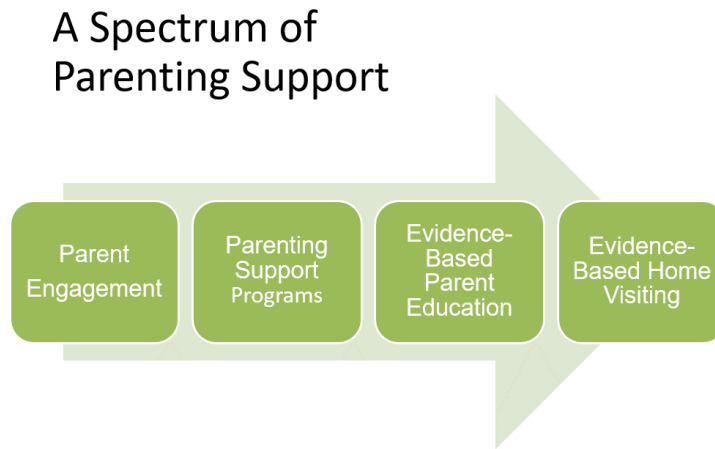 A Spectrum of
Parenting Support
Parent
Engagement
Parenting
Support
Programs
Evidence-
Based
Parent
Education
Evidence-
Based Home
Visiting